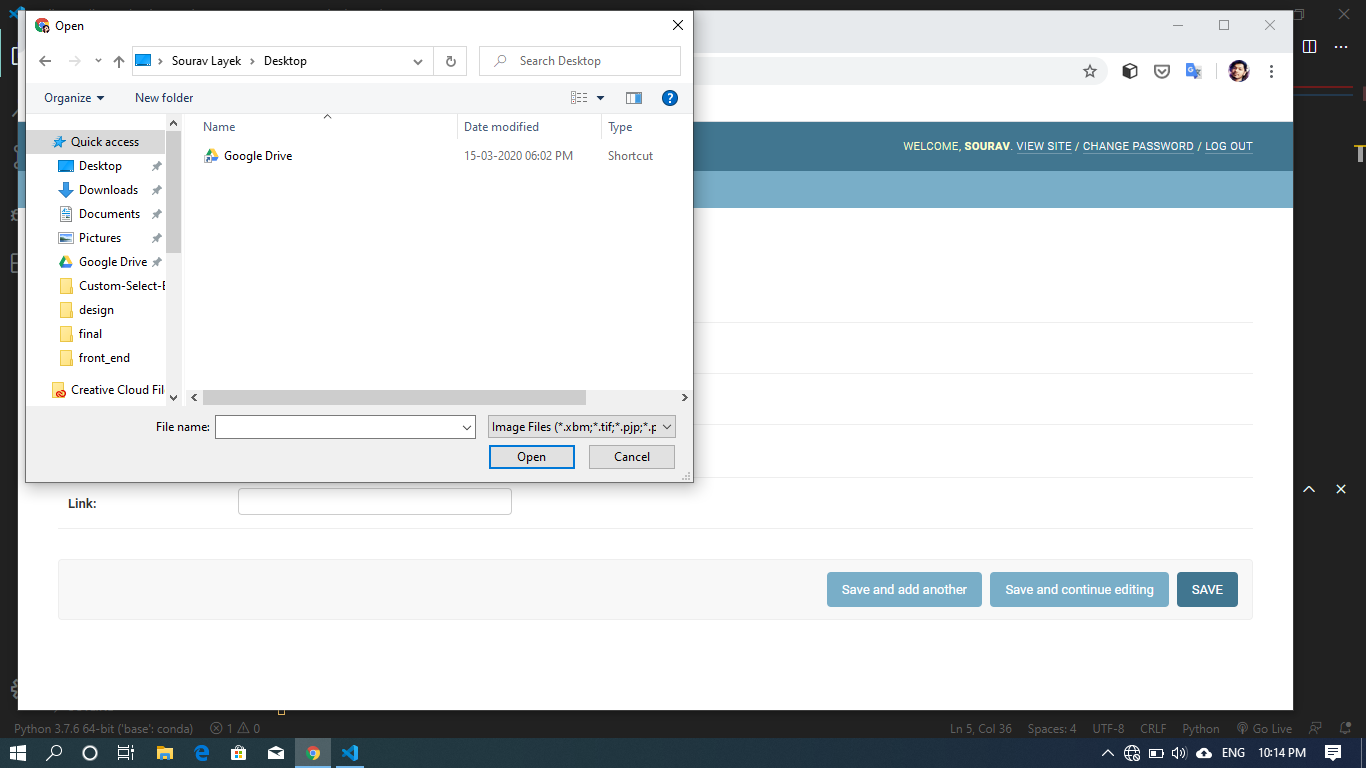 Open
Sourav Layek
Desktop
Search Desktop
Organize
New folder
Name
Date modified
Type
Quick access
Google Drive
15-03-2020 06:02 PM
Shortcut
Desktop
Downloads
Documents
Pictures
Google Drive
Custom-Select-
design
final
front_end
Creative Cloud Fil
File name:
Image Files (*.xbm;*.tif;*.pjp;*.p
Open
Cancel
WELCOME, SOURAV. VIEW SITE / CHANGE PASSWORD / LOG OUT
Link:
Save and add another
Save and continue editing
SAVE
Python 3.7.6 64-bit ('base': conda)
1
0
Ln 5, Col 36
Spaces: 4
UTF-8
CRLF
Python
Go Live
ENG
10:14 PM